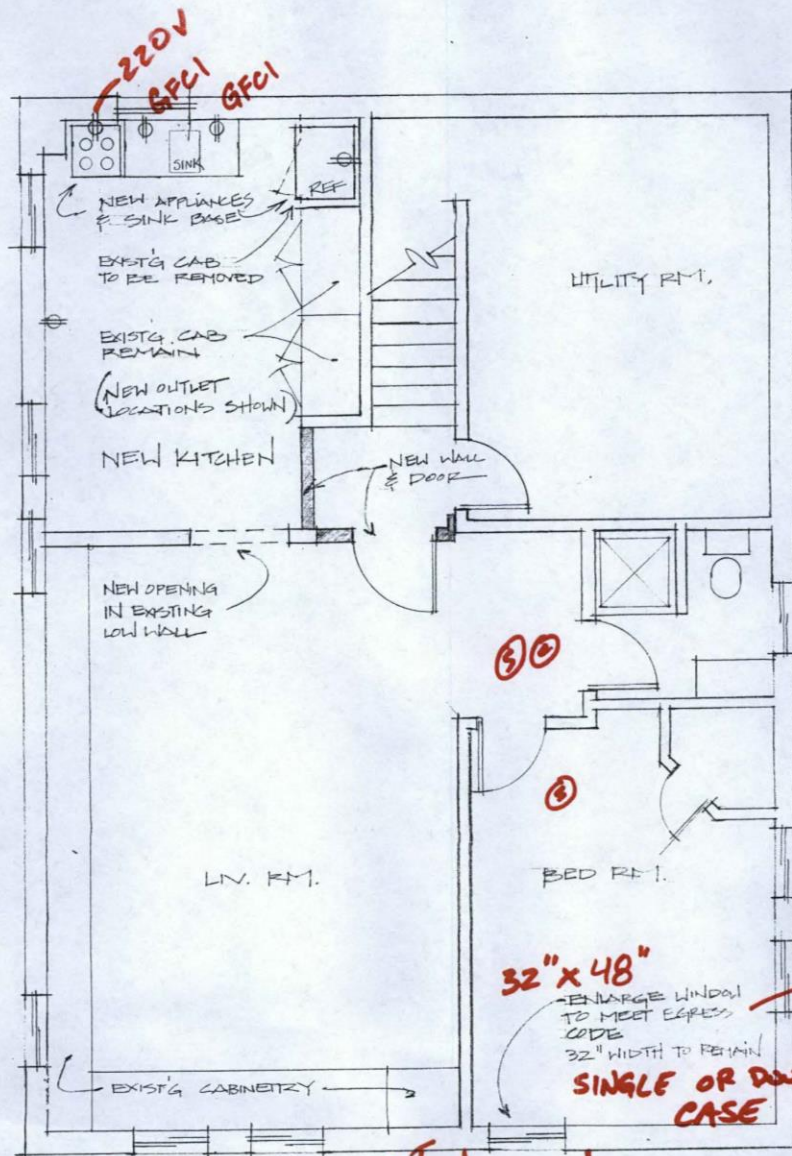 220V
GFCI GFCI
SINK
REF
NEW APPLIANCES
& SINK BASE
EXIST'G CAB
TO BE REMOVED
UTILITY RM.
EXIST'G. CAB
REMAIN
(NEW OUTLET
LOCATIONS SHOWN)
NEW KITCHEN
NEW WALL
& DOOR
NEW OPENING
IN EXISTING
LOW WALL
LIV. RM.
BED RM.
32" X 48"
ENLARGE WINDOW
TO MEET EGRESS
CODE
32" WIDTH TO REMAIN
SINGLE OR
CASE
EXIST'G CABINETRY